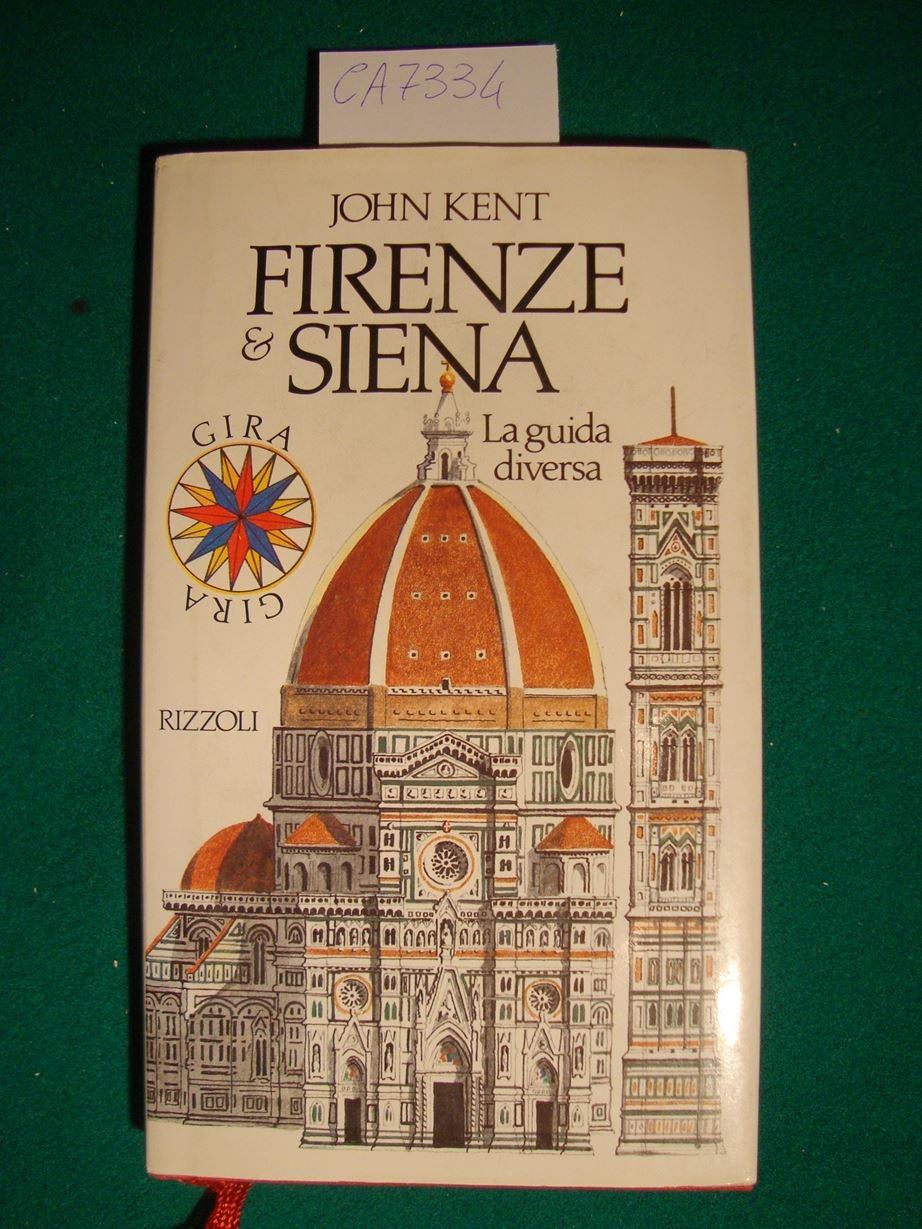 CA7334
JOHN KENT
FIRENZE
& SIENA
La guida
diversa
GIRA
GIRA
RIZZOLI